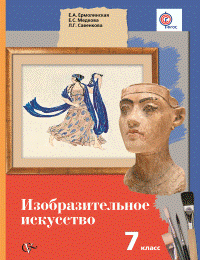 Е.А. Ермолинская
Е.С. Медкова
Л.Г. Савенкова
ФГОС
Изобразительное
искусство
7 класс